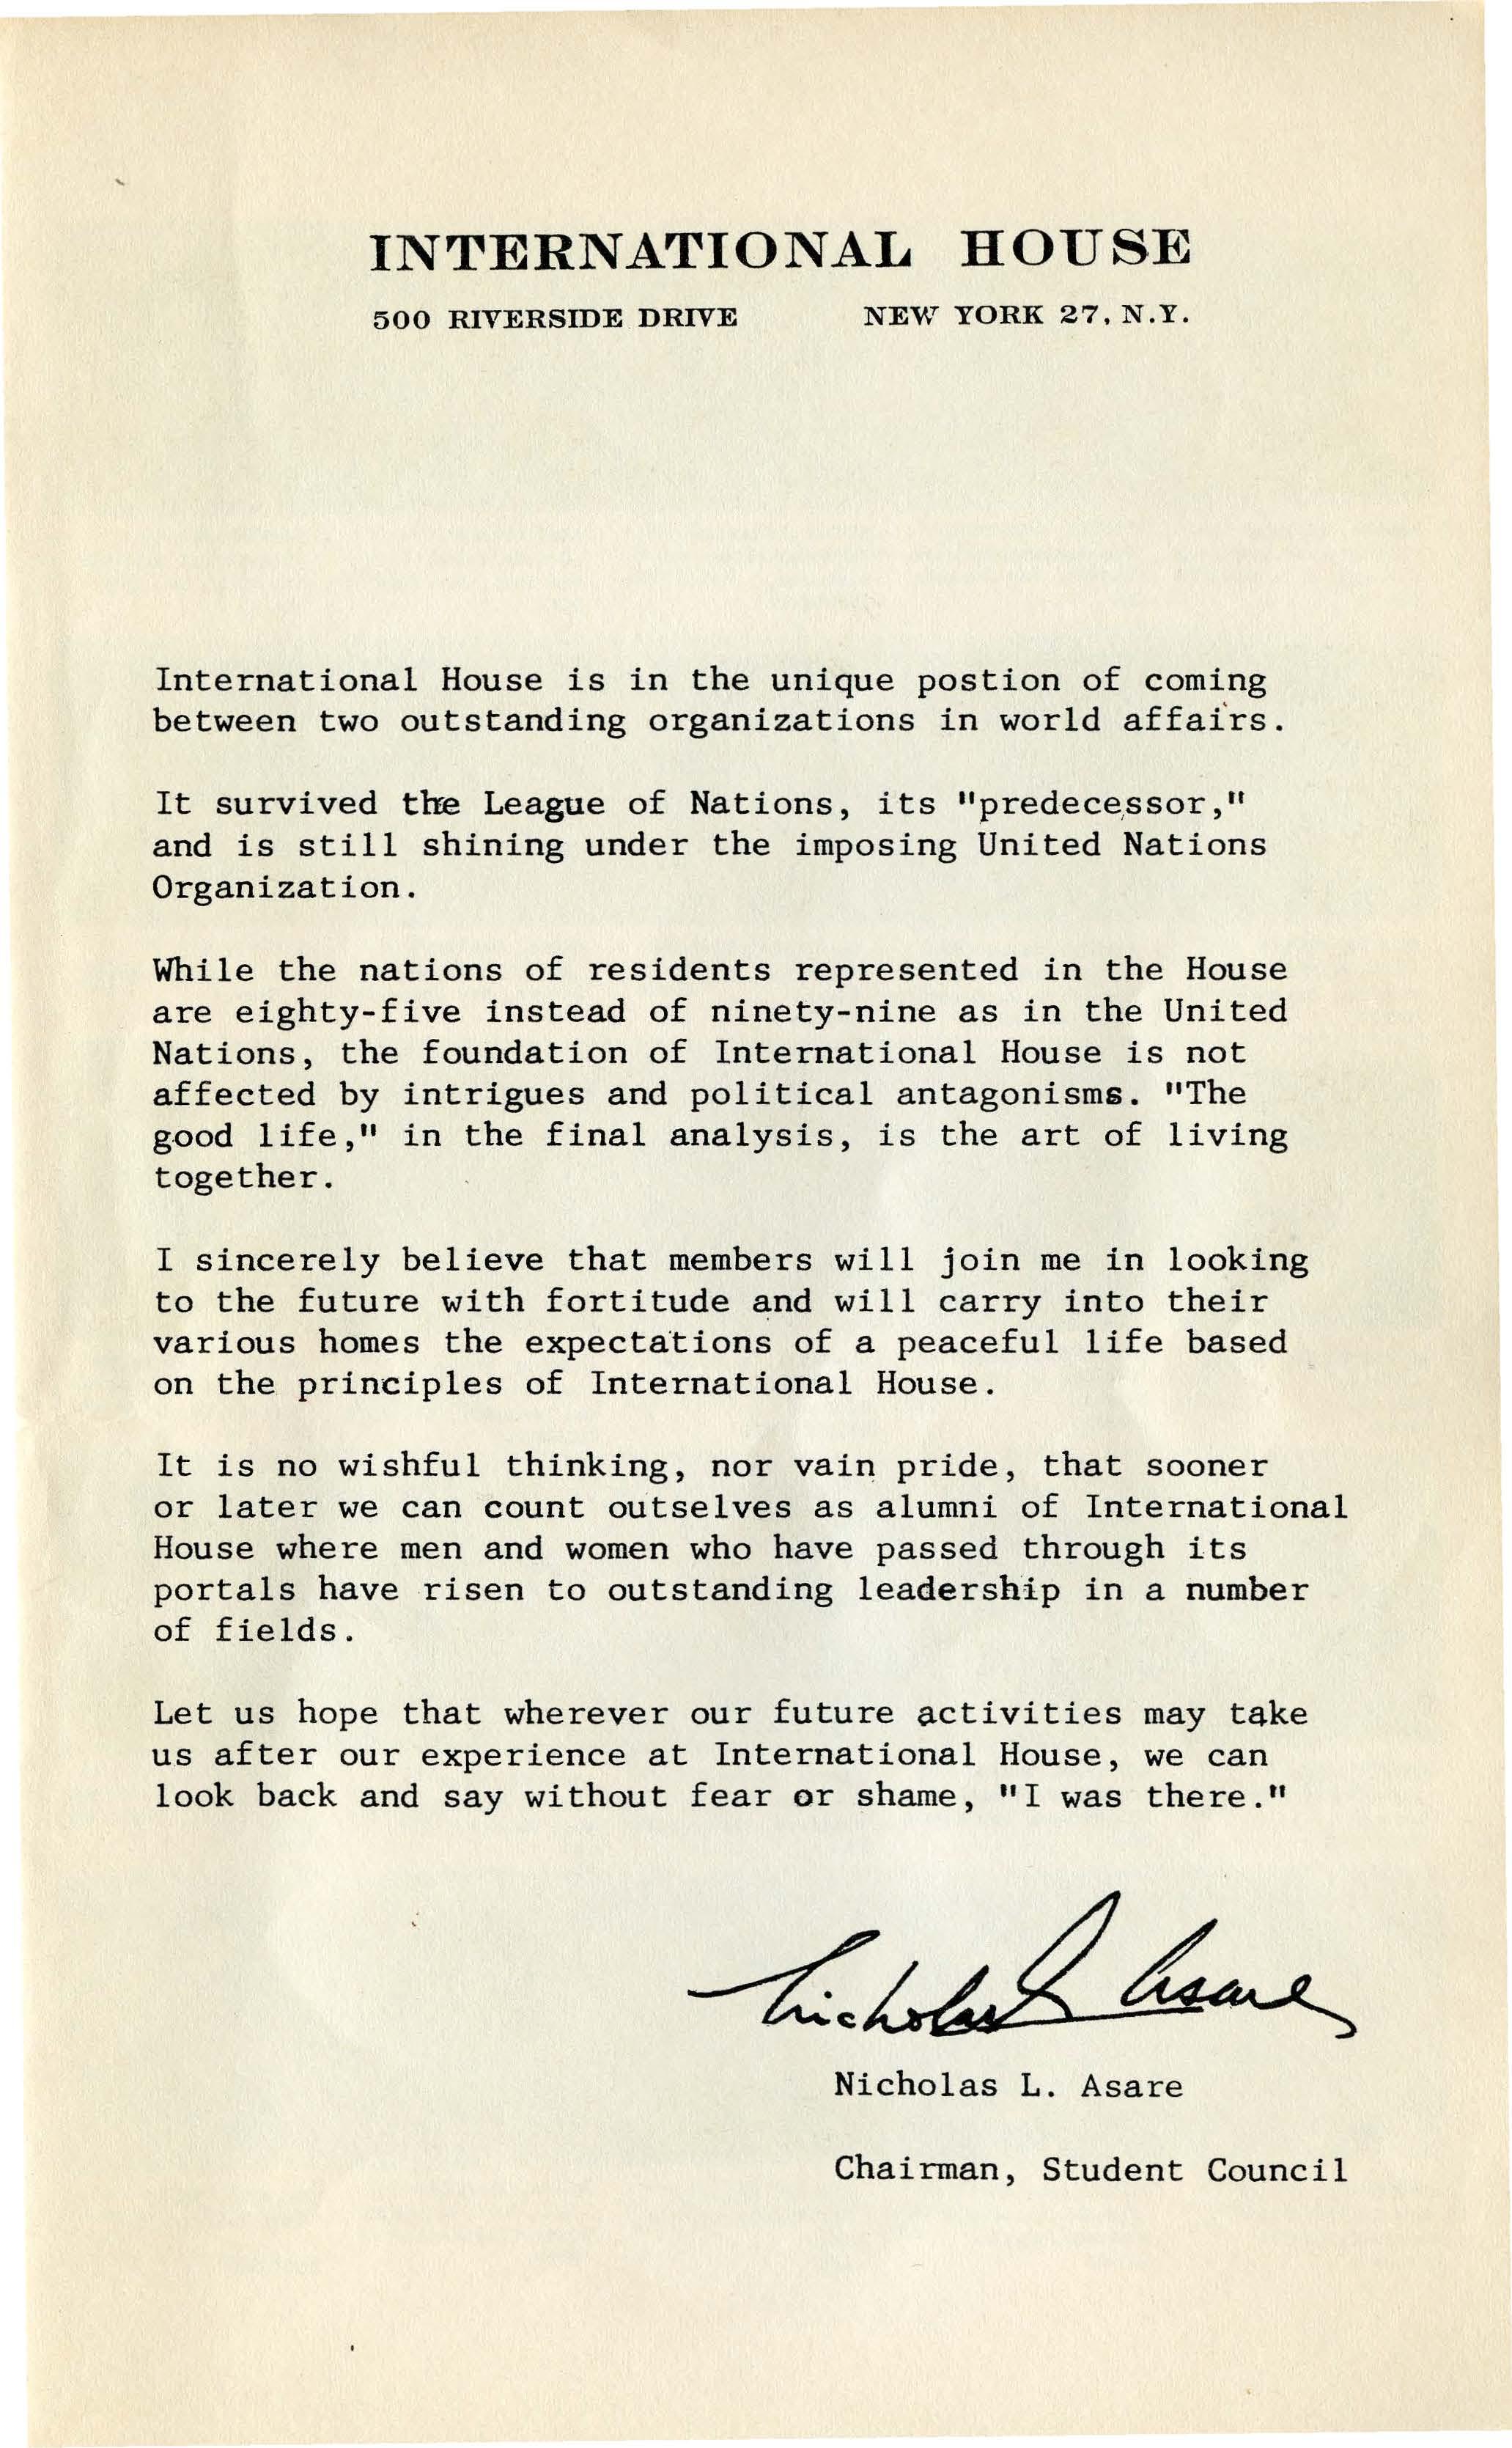 INTERNATIONAL HOUSE
500 RIVERSIDE DRIVE NEW YORK 27, N.Y.
International House is in the unique postion of coming
between two outstanding organizations in world affairs.
It survived the League of Nations, its "predecessor,"
and is still shining under the imposing United Nations
Organization.
While the nations of residents represented in the House
are eighty-five instead of ninety-nine as in the United
Nations, the foundation of International House is not
affected by intrigues and political antagonisms. "The
good life," in the final analysis, is the art of living
together.
I sincerely believe that members will join me in looking
to the future with fortitude and will carry into their
various homes the expectations of a peaceful life based
on the principles of International House.
It is no wishful thinking, nor vain pride, that sooner
or later we can count outselves as alumni of International
House where men and women who have passed through its
portals have risen to outstanding leadership in a number
of fields.
Let us hope that wherever our future activities may take
us after our experience at International House, we can
look back and say without fear or shame, "I was there."
Nicholas L Asare
Nicholas L. Asare
Chairman, Student Council